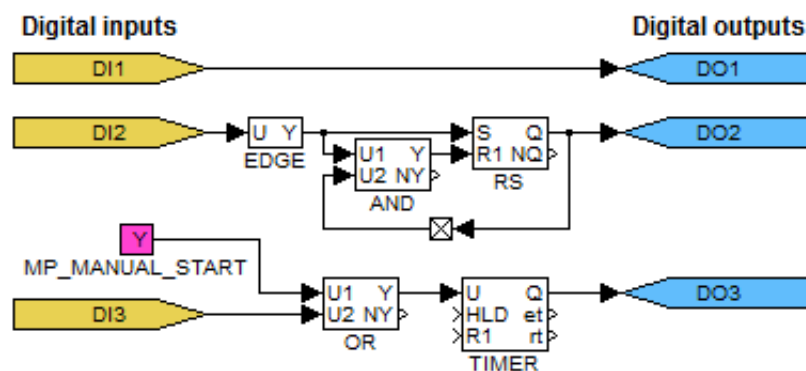 Digital inputs Digital outputs
DI1 DO1
DI2 U Y S Q DO2
EDGE U1 Y R1 NQ
U2 NY RS
AND
Y
MP_MANUAL_START
U1 Y U Q DO3
DI3 U2 NY HLD et
OR R1 rt
TIMER